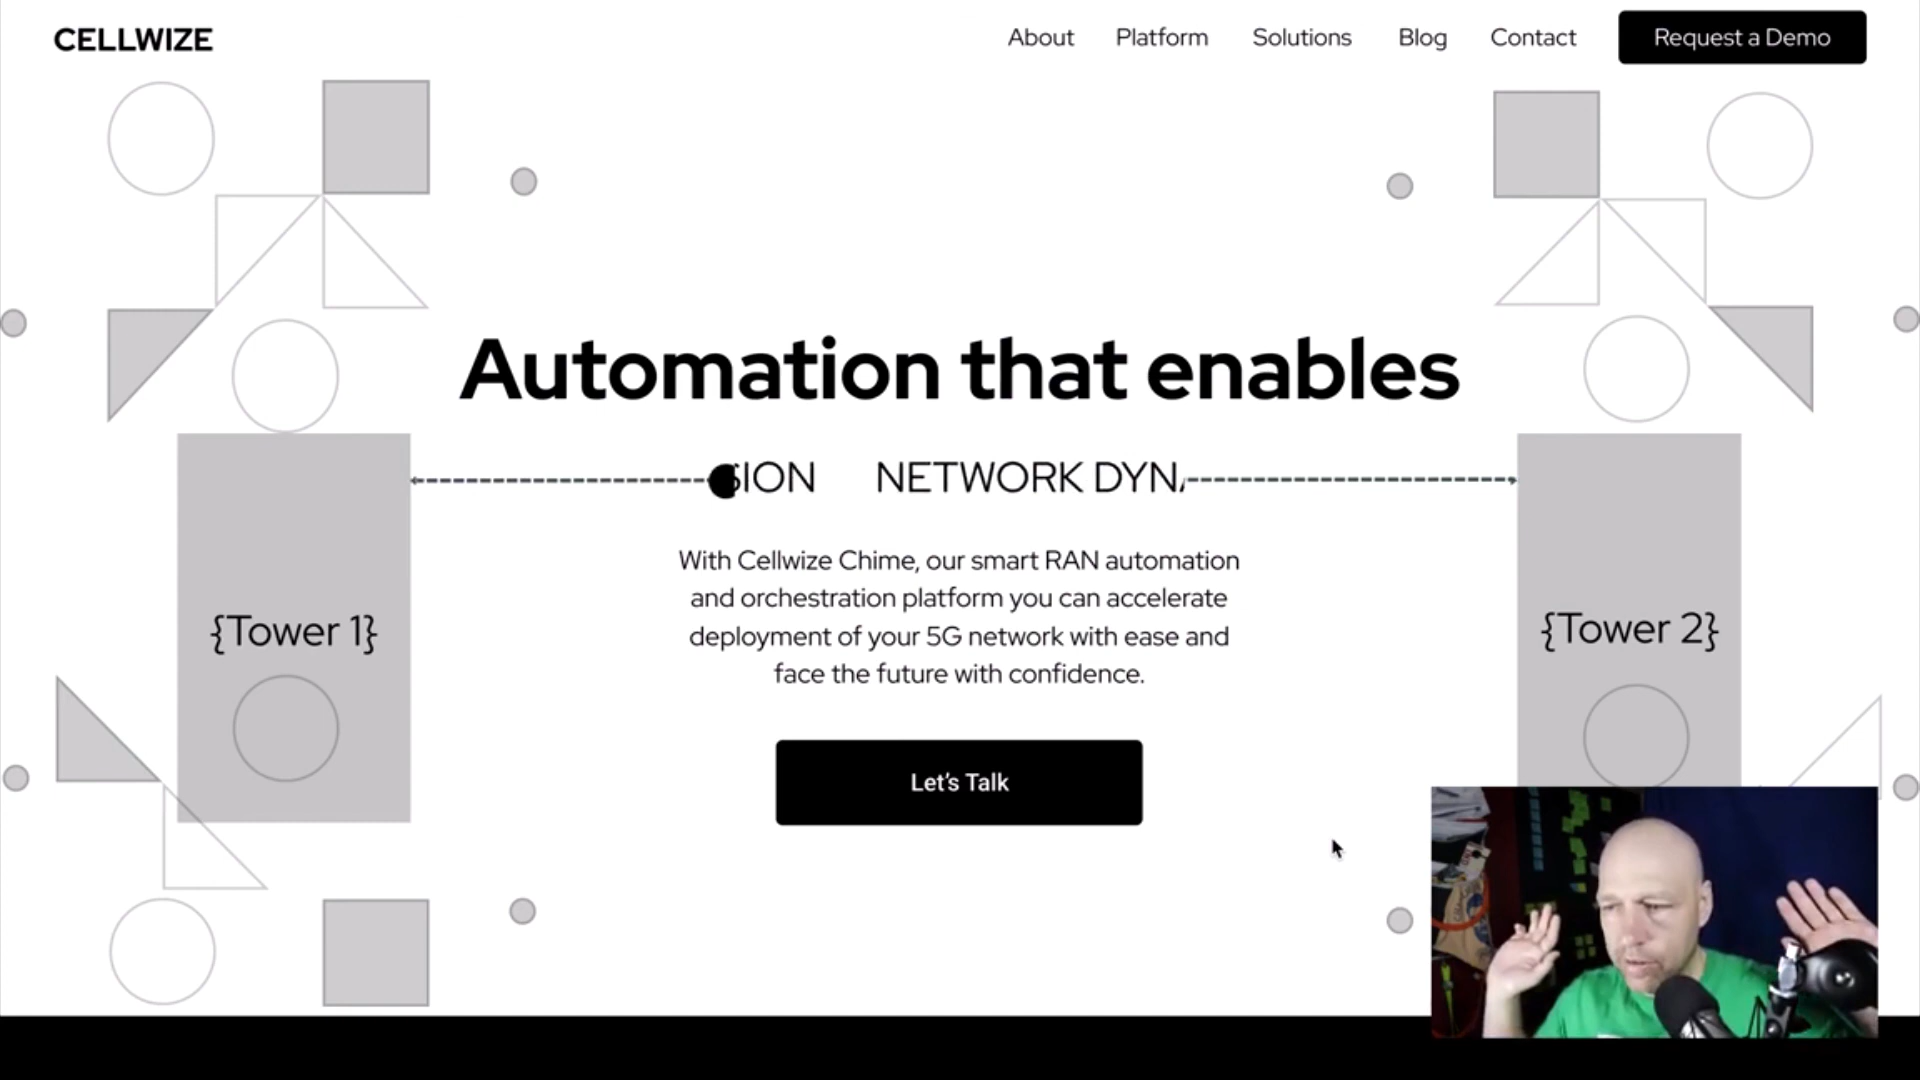 CELLWIZE
About Platform Solutions Blog Contact Request a Demo
Automation that enables
SION NETWORK DYN
With Cellwize Chime, our smart RAN automation
and orchestration platform you can accelerate
deployment of your 5G network with ease and
face the future with confidence.
{Tower 1}
{Tower 2}
Let's Talk